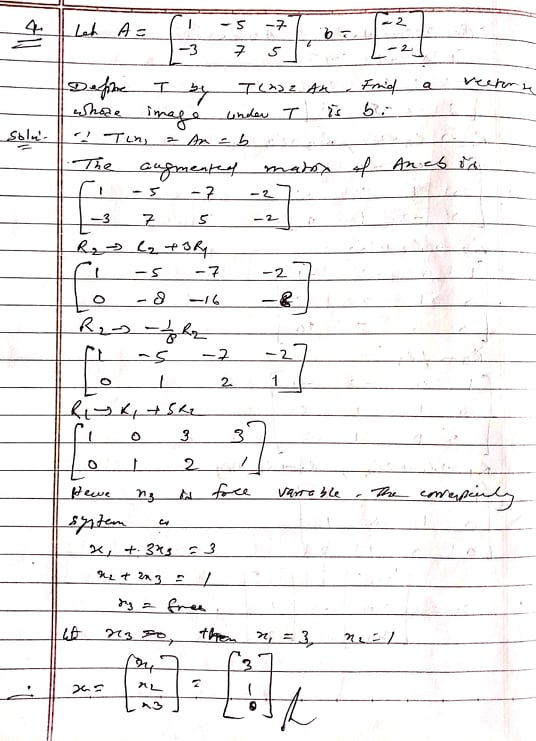 4. Let A = [1 -5 -7; -3 7 5], b = [-2; -2]
Define T by T(x) = Ax. Find a vector x
whose image under T is b.
Soln:- ∵ T(x) = Ax = b
The augmented matrix of Ax=b is
[1 -5 -7 -2
-3 7 5 -2]
R2 → R2 + 3R1
[1 -5 -7 -2
0 -8 -16 -8]
R2 → -1/8 R2
[1 -5 -7 -2
0 1 2 1]
R1 → R1 + 5R2
[1 0 3 3
0 1 2 1]
Hence x3 is free variable. The corresponding
system is
x1 + 3x3 = 3
x2 + 2x3 = 1
x3 = free
let x3 = 0, then x1 = 3, x2 = 1
∴ x = [x1; x2; x3] = [3; 1; 0]